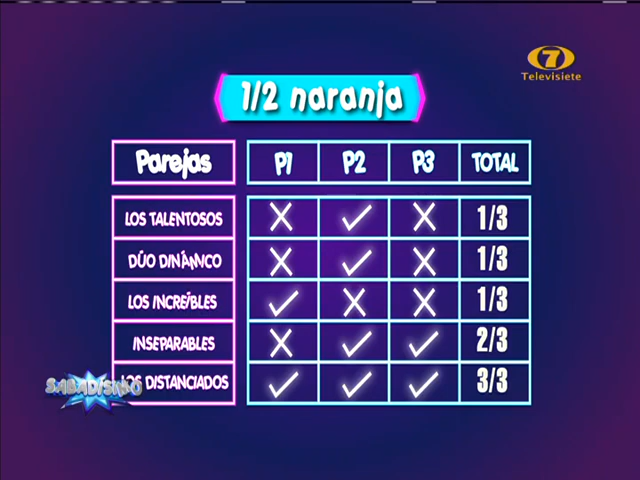 7
Televisiete
1/2 naranja
Parejas P1 P2 P3 TOTAL
LOS TALENTOSOS X ✓ X 1/3
DÚO DINÁMICO X ✓ X 1/3
LOS INCREÍBLES ✓ X X 1/3
INSEPARABLES X ✓ ✓ 2/3
LOS DISTANCIADOS ✓ ✓ ✓ 3/3
SABADÍSIMO